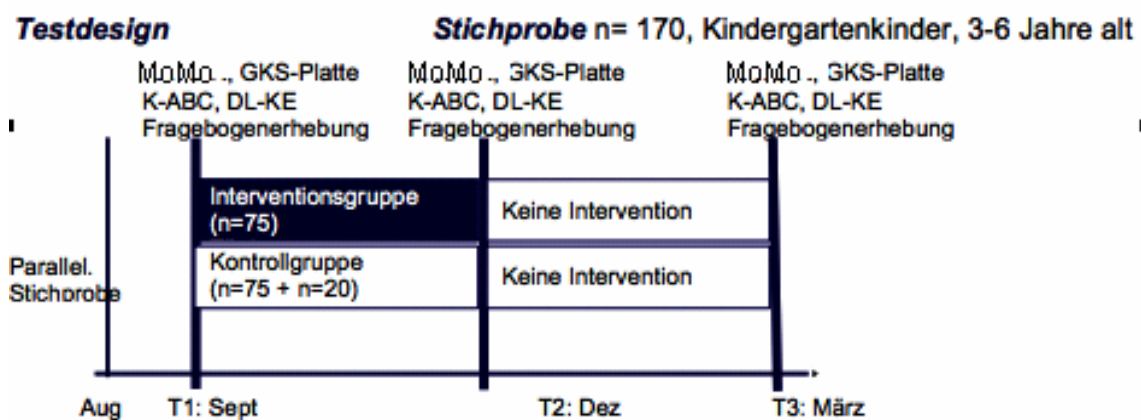 Testdesign
Stichprobe n= 170, Kindergartenkinder, 3-6 Jahre alt
MoMo.., GKS-Platte
K-ABC, DL-KE
Fragebogenerhebung
MoMo.., GKS-Platte
K-ABC, DL-KE
Fragebogenerhebung
MoMo.., GKS-Platte
K-ABC, DL-KE
Fragebogenerhebung
Interventionsgruppe
(n=75)
Keine Intervention
Parallel.
Stichprobe
Kontrollgruppe
(n=75 + n=20)
Keine Intervention
Aug
T1: Sept
T2: Dez
T3: März